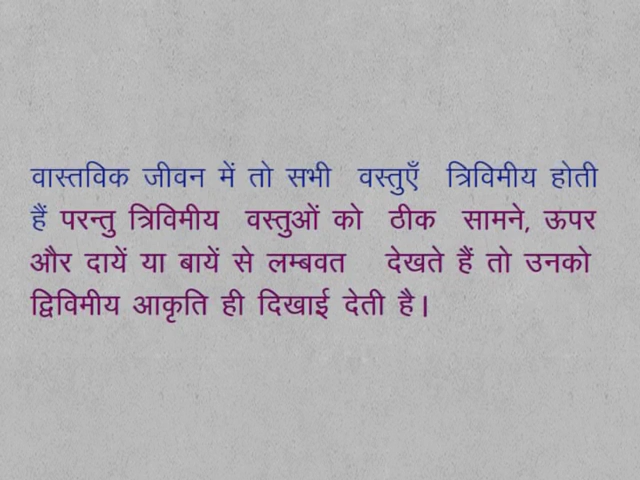 वास्तविक जीवन में तो सभी वस्तुएँ त्रिविमीय होती
हैं परन्तु त्रिविमीय वस्तुओं को ठीक सामने, ऊपर
और दायें या बायें से लम्बवत देखते हैं तो उनको
द्विविमीय आकृति ही दिखाई देती है।